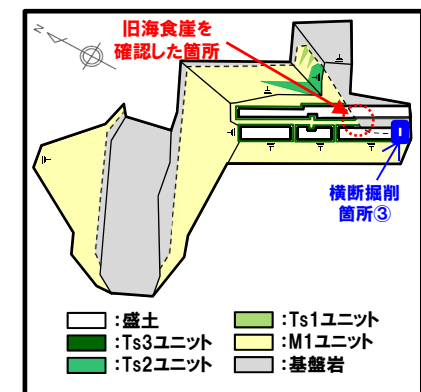 旧海食崖を
確認した箇所
N
横断掘削
箇所③
:盛土
:Ts3ユニット
:Ts2ユニット
:Ts1ユニット
:M1ユニット
:基盤岩